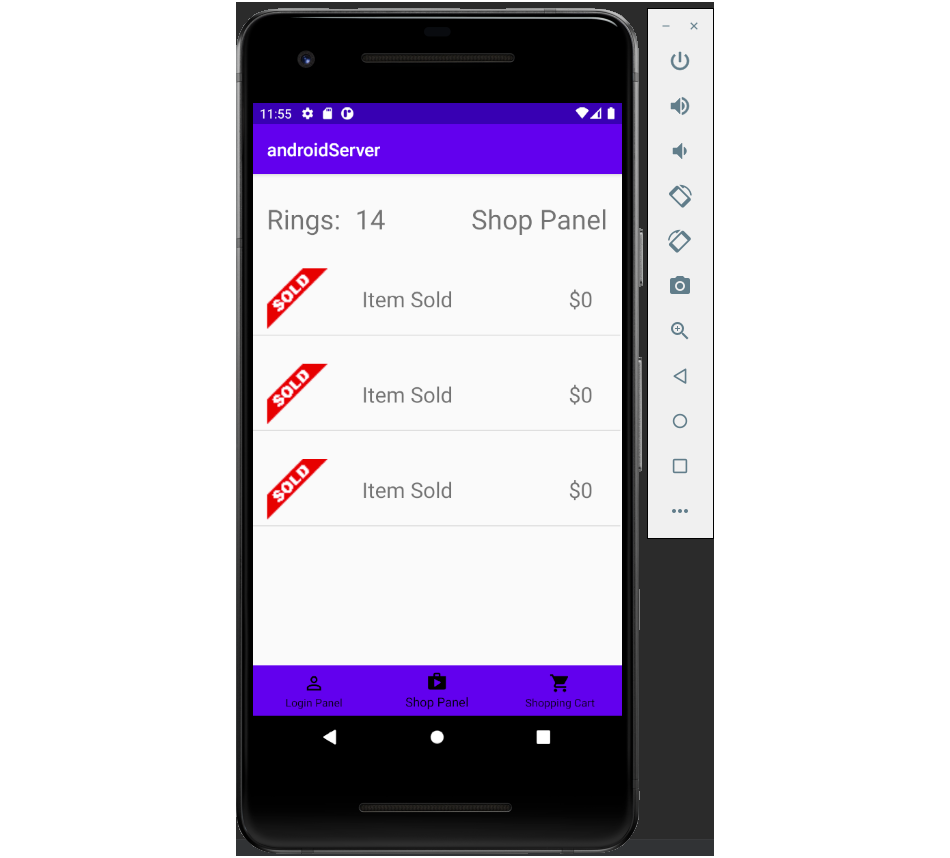 11:55
androidServer
Rings: 14 Shop Panel
SOLD Item Sold $0
SOLD Item Sold $0
SOLD Item Sold $0
Login Panel Shop Panel Shopping Cart